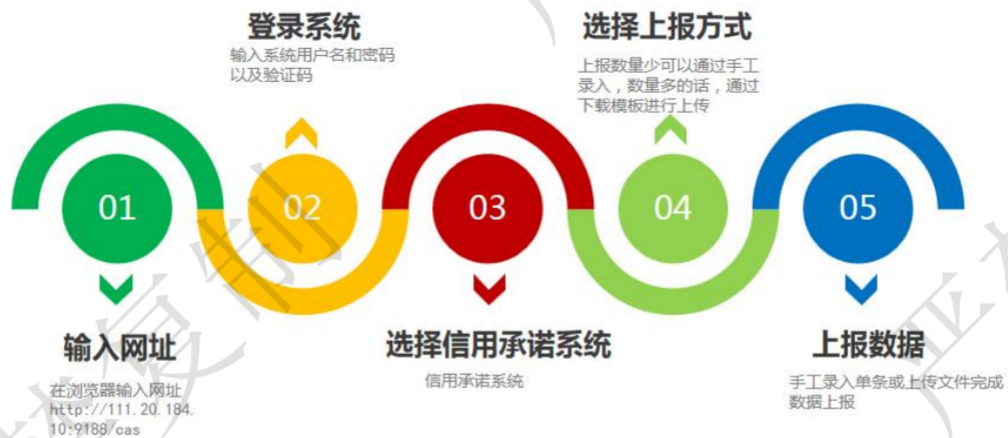 登录系统
输入系统用户名和密码
以及验证码
选择上报方式
上报数量少可以通过手工
录入，数量多的话，通过
下载模板进行上传
01
02
03
04
05
输入网址
在浏览器输入网址
http://111.20.184.
10:9188/cas
选择信用承诺系统
信用承诺系统
上报数据
手工录入单条或上传文件完成
数据上报
复制